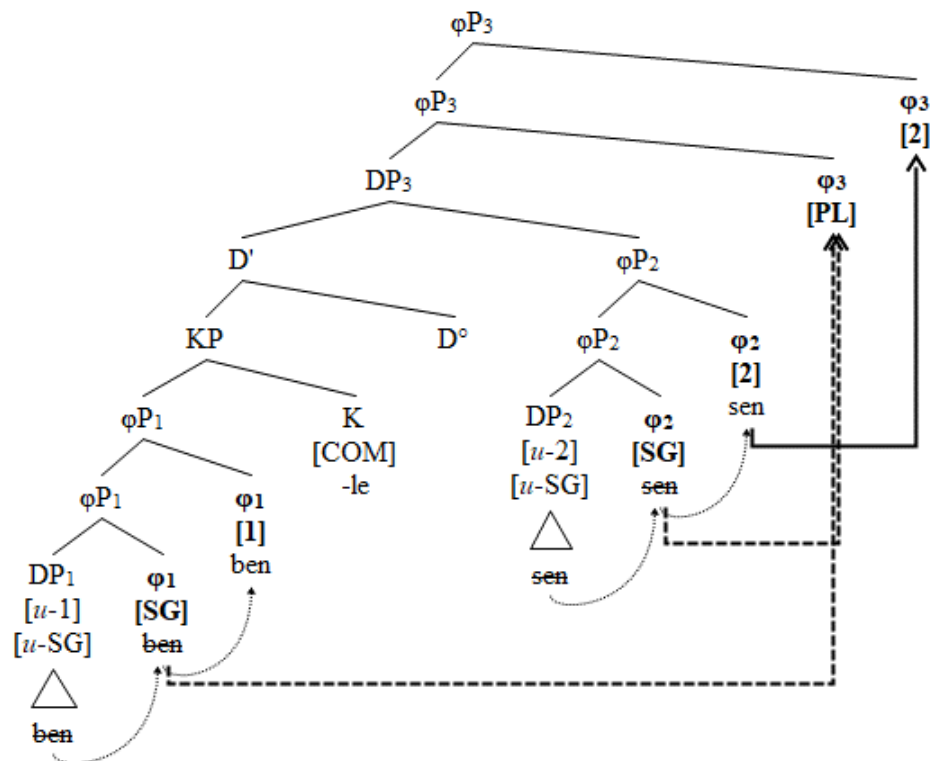 φP₃
φP₃ φ₃
[2]
DP₃ φ₃
[PL]
D' φP₂
KP D° φP₂ φ₂
[2]
sen
φP₁ K
[COM]
-le
DP₂
[u-2]
[u-SG]
sen
φ₂
[SG]
sen
φP₁ φ₁
[1]
ben
DP₁
[u-1]
[u-SG]
ben
φ₁
[SG]
ben